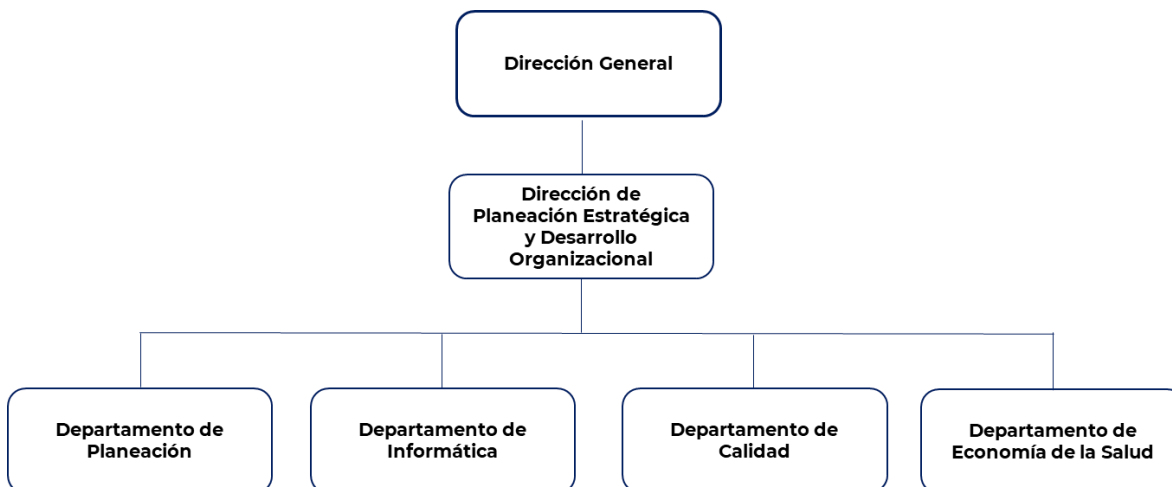 Dirección General
Dirección de
Planeación Estratégica
y Desarrollo
Organizacional
Departamento de
Planeación
Departamento de
Informática
Departamento de
Calidad
Departamento de
Economía de la Salud